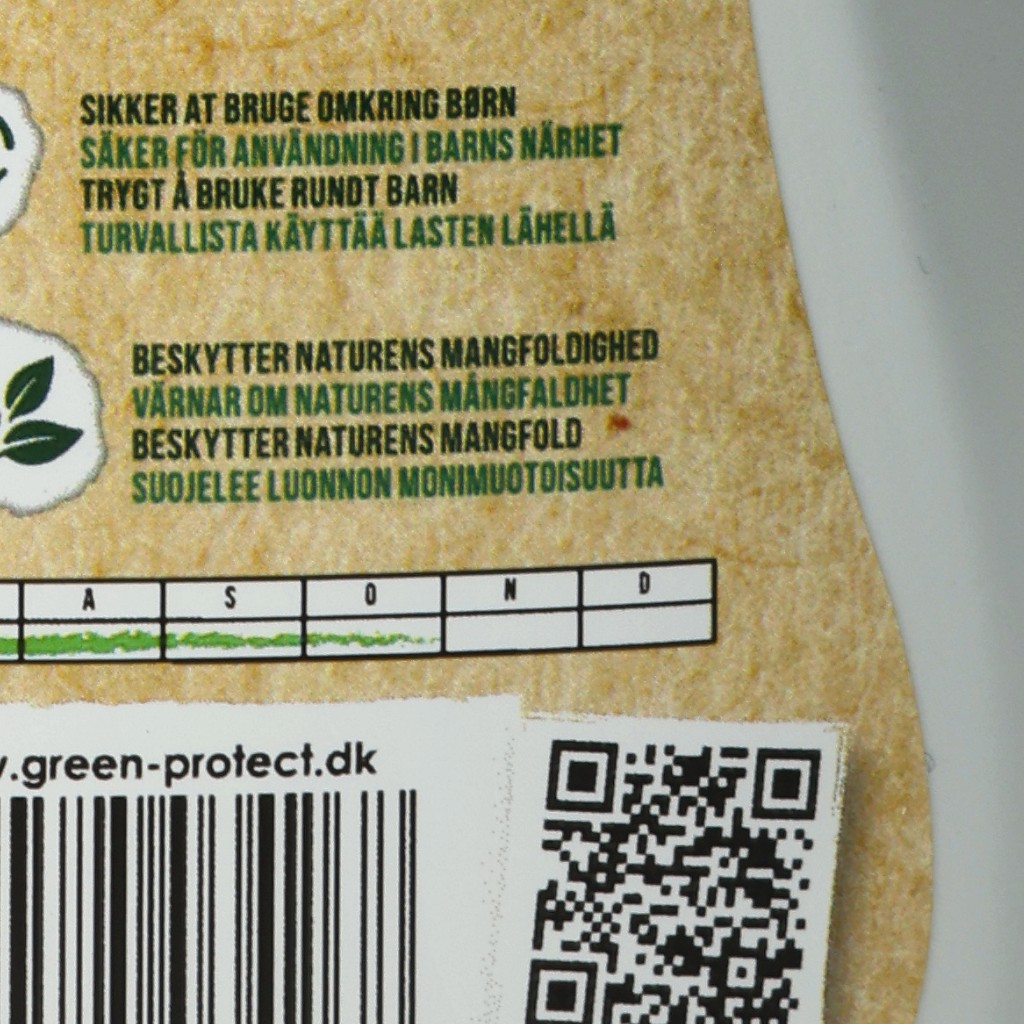 SIKKER AT BRUGE OMKRING BØRN
SÄKER FÖR ANVÄNDNING I BARNS NÄRHET
TRYGT Å BRUKE RUNDT BARN
TURVALLISTA KÄYTTÄÄ LASTEN LÄHELLÄ
BESKYTTER NATURENS MANGFOLDIGHED
VÄRNAR OM NATURENS MÅNGFALDHET
BESKYTTER NATURENS MANGFOLD
SUOJELEE LUONNON MONIMUOTOISUUTTA
A S O N D
.green-protect.dk